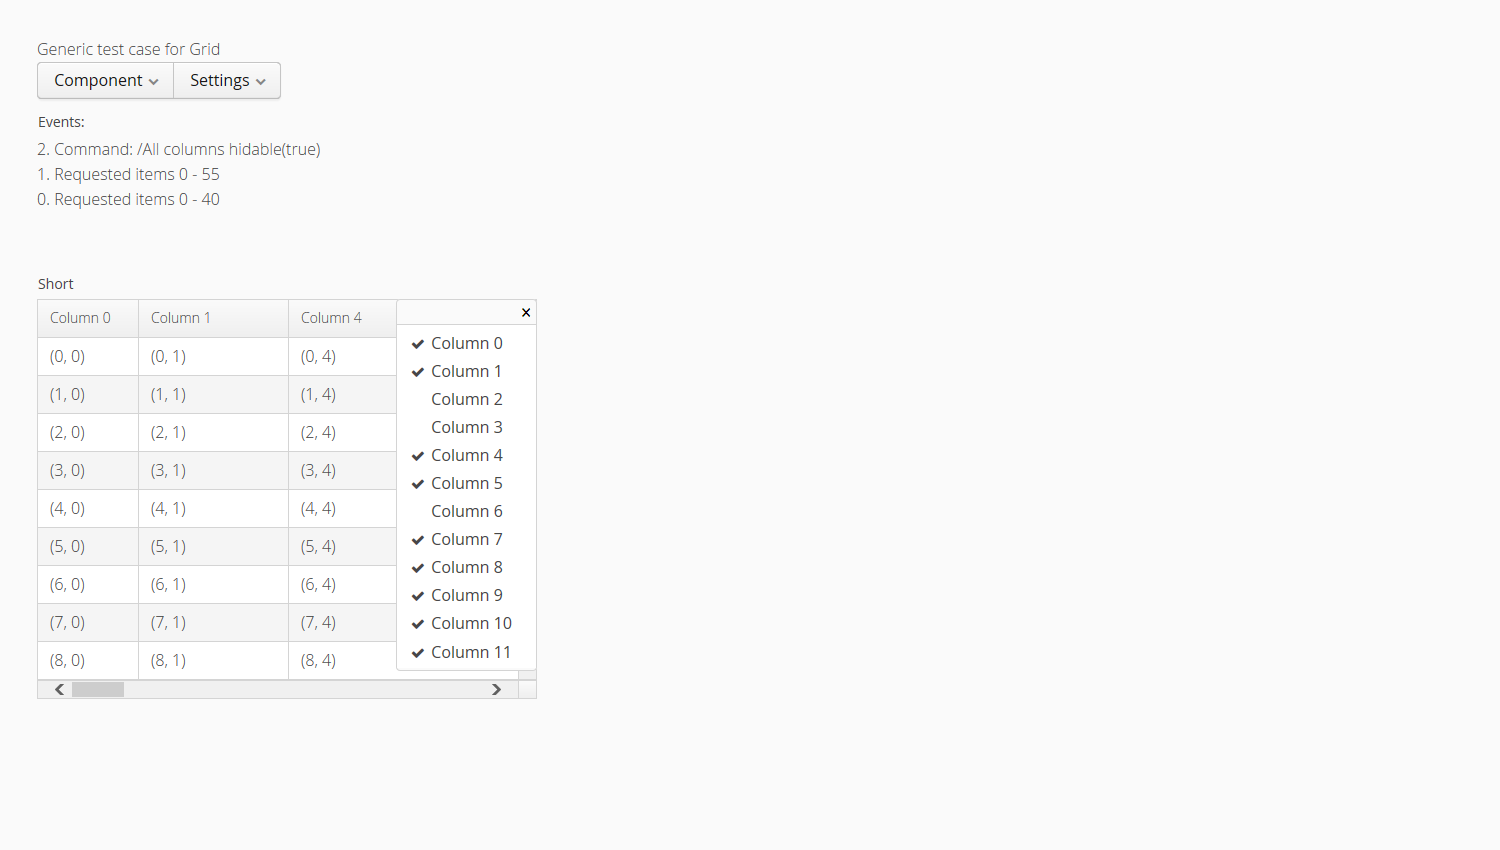 Generic test case for Grid
Component Settings
Events:
2. Command: /All columns hidable(true)
1. Requested items 0 - 55
0. Requested items 0 - 40
Short
Column 0 Column 1 Column 4
(0, 0) (0, 1) (0, 4)
(1, 0) (1, 1) (1, 4)
(2, 0) (2, 1) (2, 4)
(3, 0) (3, 1) (3, 4)
(4, 0) (4, 1) (4, 4)
(5, 0) (5, 1) (5, 4)
(6, 0) (6, 1) (6, 4)
(7, 0) (7, 1) (7, 4)
(8, 0) (8, 1) (8, 4)
Column 0
Column 1
Column 2
Column 3
Column 4
Column 5
Column 6
Column 7
Column 8
Column 9
Column 10
Column 11